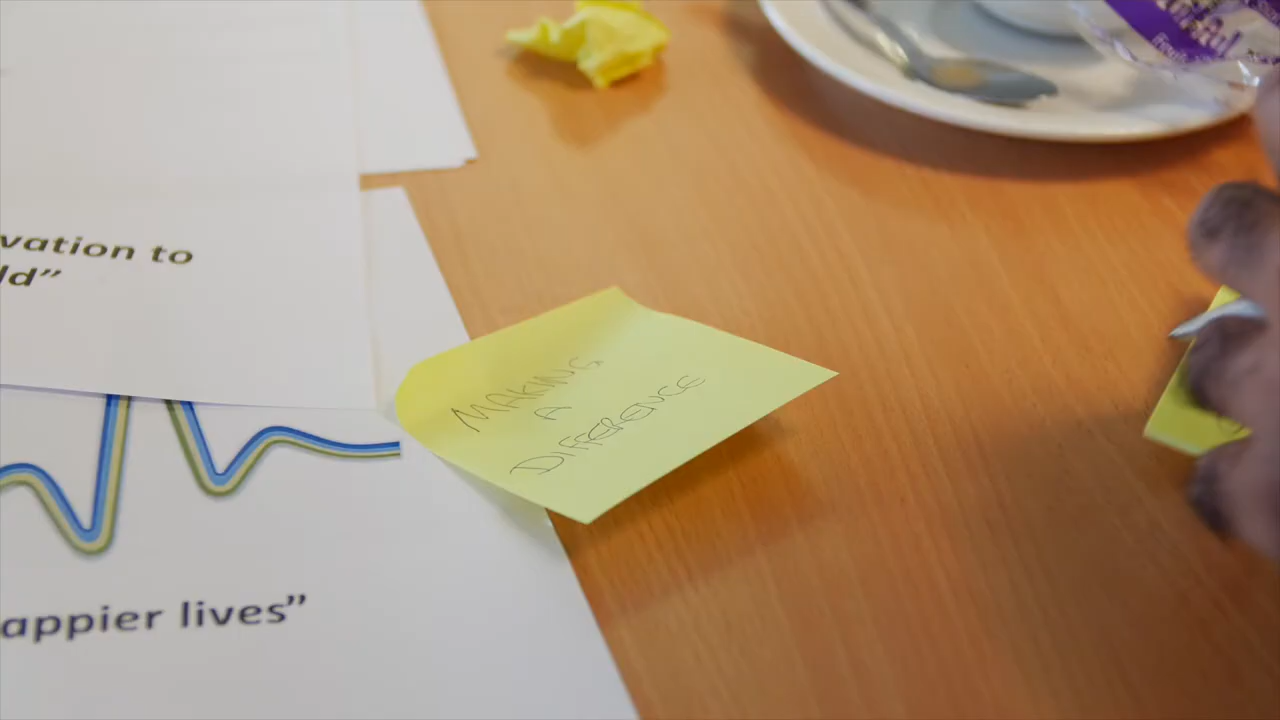 vation to
ld”
MAKING
A
DIFFERENCE
appier lives”